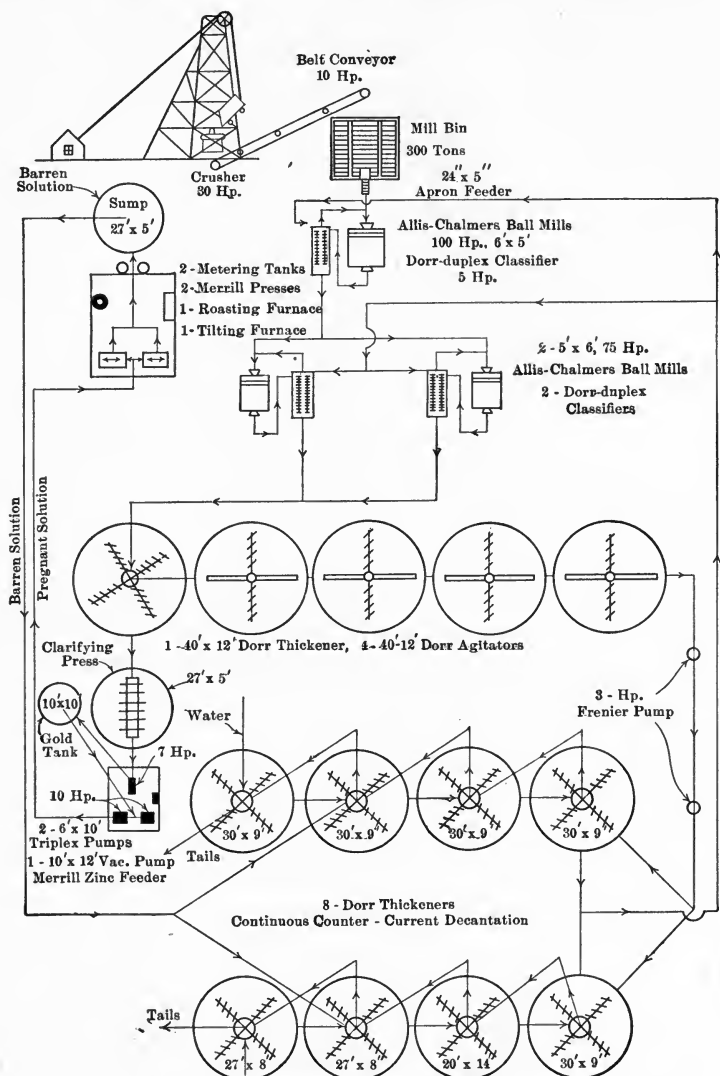 Belt Conveyor
10 Hp.
Mill Bin
300 Tons
Crusher
30 Hp.
24" x 5"
Apron Feeder
Barren
Solution
Sump
27' x 5'
Allis-Chalmers Ball Mills
100 Hp., 6' x 5'
Dorr-duplex Classifier
5 Hp.
2-Metering Tanks
2-Merrill Presses
1-Roasting Furnace
1-Tilting Furnace
2-5' x 6', 75 Hp.
Allis-Chalmers Ball Mills
2 - Dorr-duplex
Classifiers
Barren Solution
Pregnant Solution
1 -40' x 12' Dorr Thickener, 4-40'-12' Dorr Agitators
Clarifying
Press
27' x 5'
10'x10'
Gold
Tank
Water
3 - Hp.
Frenier Pump
7 Hp.
10 Hp.
2 - 6' x 10'
Triplex Pumps
1 - 10' x 12' Vac. Pump
Merrill Zinc Feeder
30' x 9'
30' x 9'
30' x 9'
30' x 9'
Tails
8 - Dorr Thickeners
Continuous Counter - Current Decantation
Tails
27' x 8'
27' x 8'
20' x 14
30' x 9'